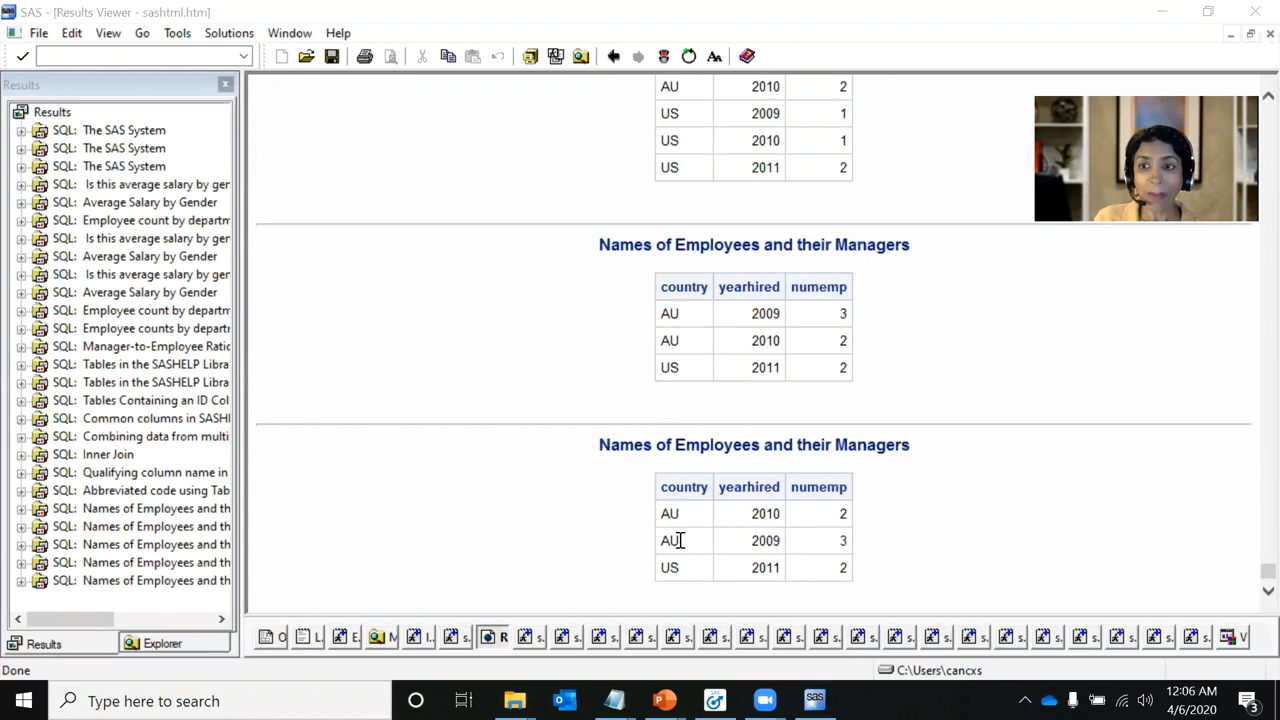 SAS - [Results Viewer - sashtml.htm]
File Edit View Go Tools Solutions Window Help
Results
Results
SQL: The SAS System
SQL: The SAS System
SQL: The SAS System
SQL: Is this average salary by ger
SQL: Average Salary by Gender
SQL: Employee count by departm
SQL: Is this average salary by ger
SQL: Average Salary by Gender
SQL: Is this average salary by ger
SQL: Average Salary by Gender
SQL: Employee count by departm
SQL: Employee counts by depart
SQL: Manager-to-Employee Ratio
SQL: Tables in the SASHELP Libra
SQL: Tables in the SASHELP Libra
SQL: Tables Containing an ID Col
SQL: Common columns in SASHI
SQL: Combining data from multi
SQL: Inner Join
SQL: Qualifying column name in
SQL: Abbreviated code using Tab
SQL: Names of Employees and th
SQL: Names of Employees and th
SQL: Names of Employees and th
SQL: Names of Employees and th
SQL: Names of Employees and th
Results Explorer
AU 2010 2
US 2009 1
US 2010 1
US 2011 2
Names of Employees and their Managers
country yearhired numemp
AU 2009 3
AU 2010 2
US 2011 2
Names of Employees and their Managers
country yearhired numemp
AU 2010 2
AU 2009 3
US 2011 2
O L E. M I. s. R s. s. s. s. s. s. s. s. s. s. s. s. s. s. s. s. s. s. s. V
Done
C:\Users\cancxs
Type here to search
12:06 AM
4/6/2020
3